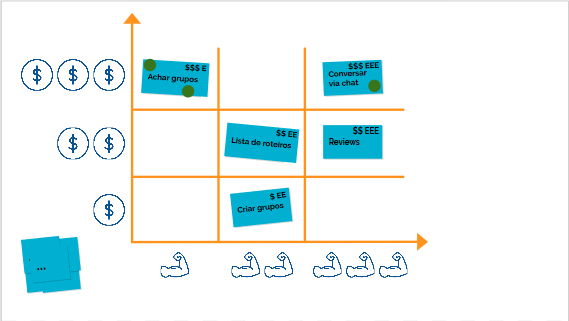 $ $ $
$$$ E
Achar grupos
$$$ EEE
Conversar
via chat
$ $
$$ EE
Lista de roteiros
$$ EEE
Reviews
$
$ EE
Criar grupos
...